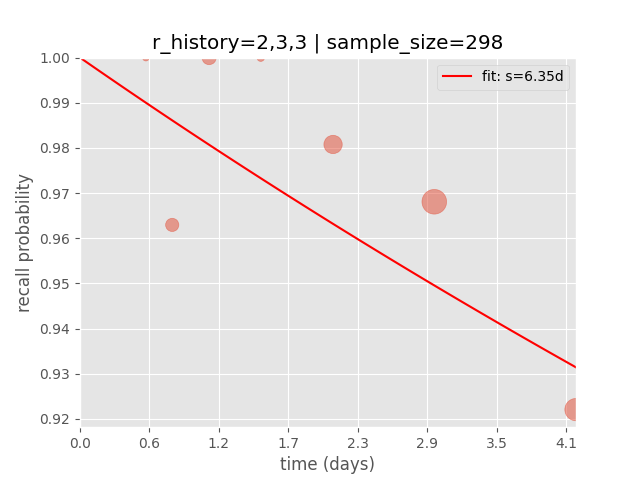 r_history=2,3,3 | sample_size=298
fit: s=6.35d
1.00
0.99
0.98
0.97
0.96
0.95
0.94
0.93
0.92
recall probability
0.0 0.6 1.2 1.7 2.3 2.9 3.5 4.1
time (days)